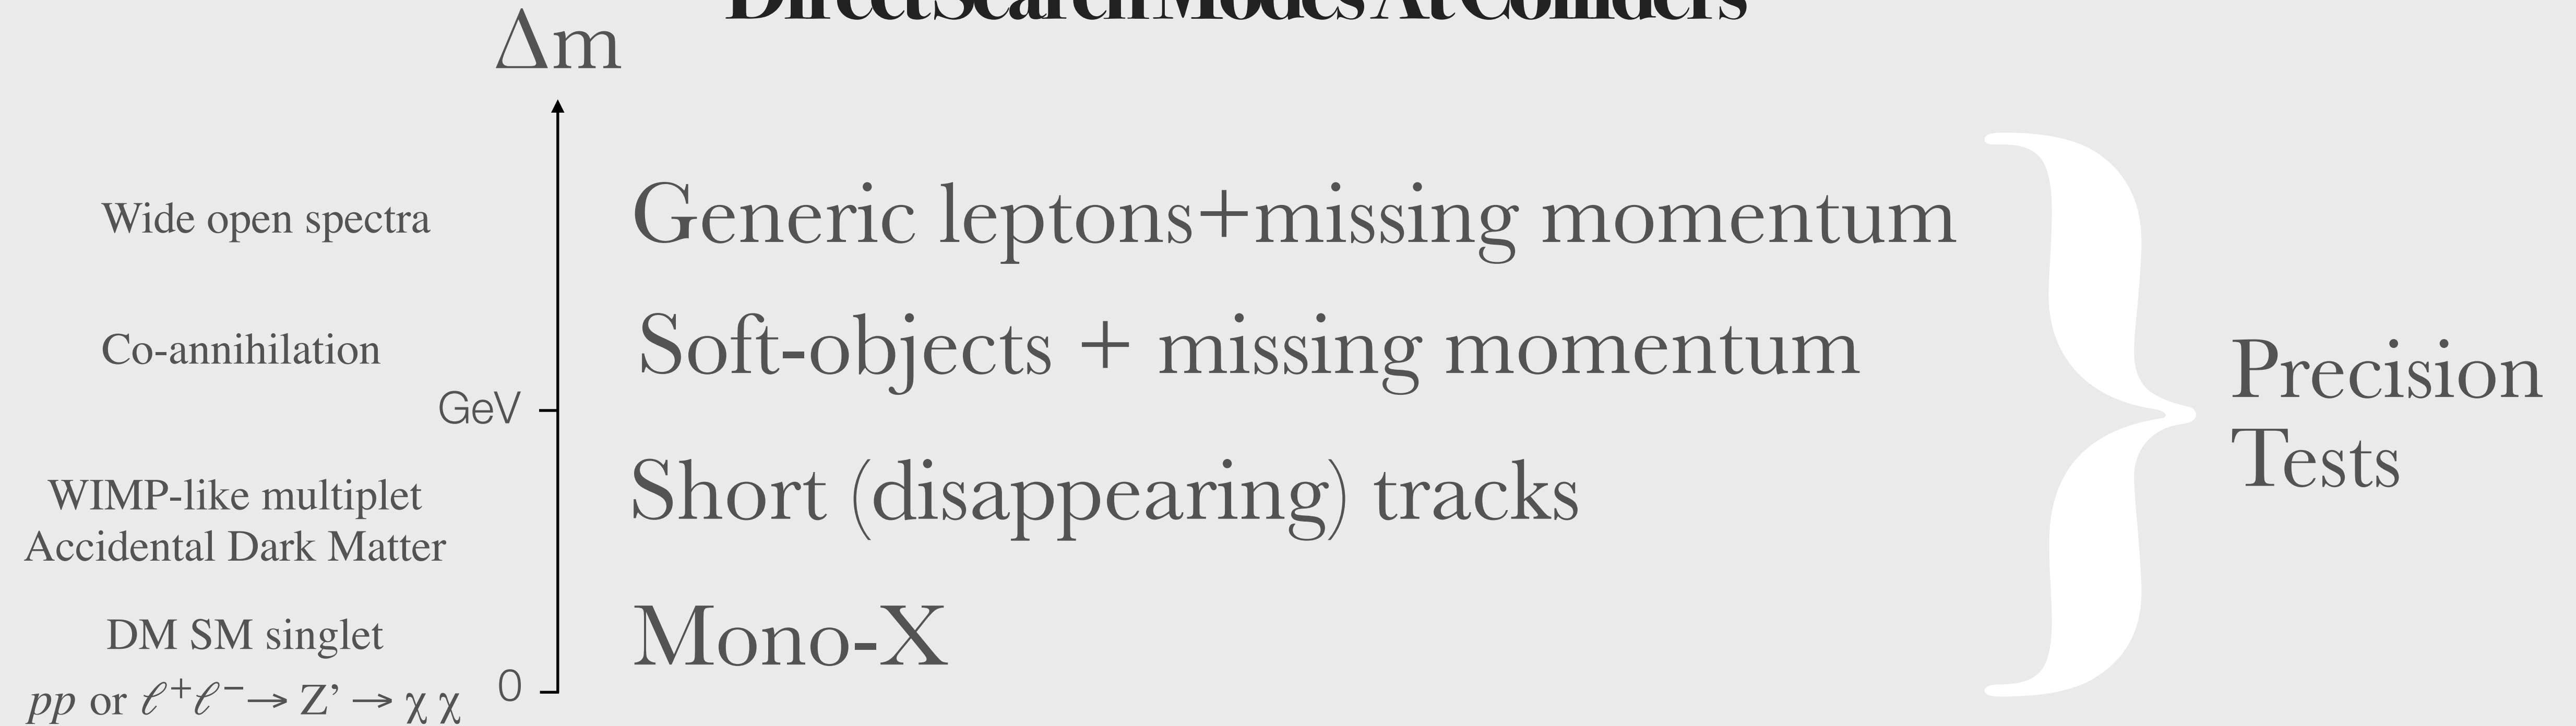 Direct Search Modes At Colliders
Δm
Wide open spectra
Generic leptons+missing momentum
Co-annihilation
Soft-objects + missing momentum
GeV
WIMP-like multiplet
Accidental Dark Matter
Short (disappearing) tracks
DM SM singlet
pp or ℓ⁺ℓ⁻→ Z’ → χ χ
Mono-X
0
Precision
Tests